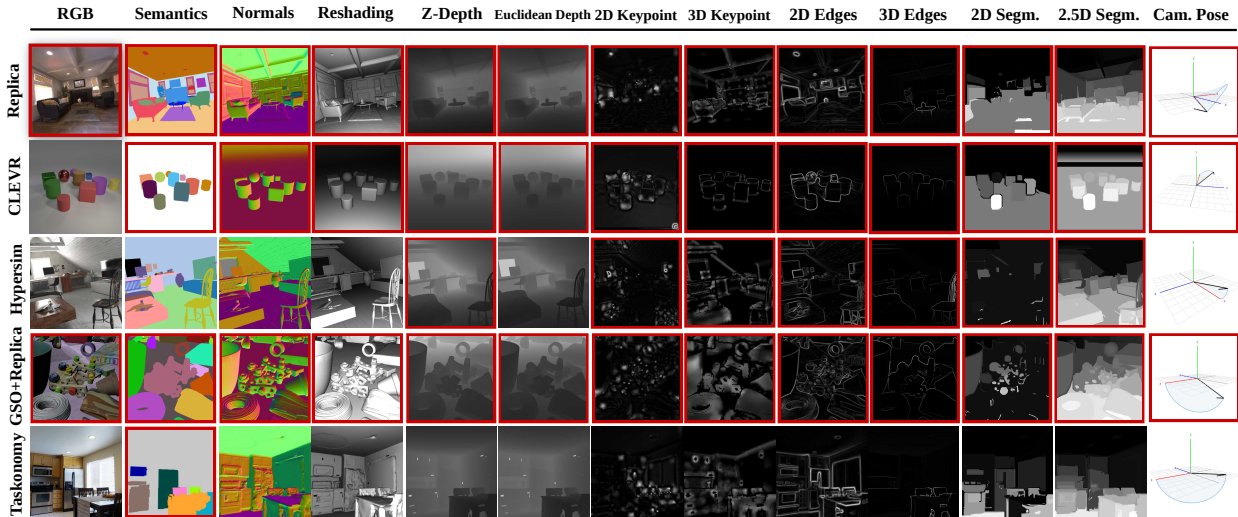 RGB Semantics Normals Reshading Z-Depth Euclidean Depth 2D Keypoint 3D Keypoint 2D Edges 3D Edges 2D Segm. 2.5D Segm. Cam. Pose
Replica
CLEVR
Hypersim
GSO+Replica
Taskonomy